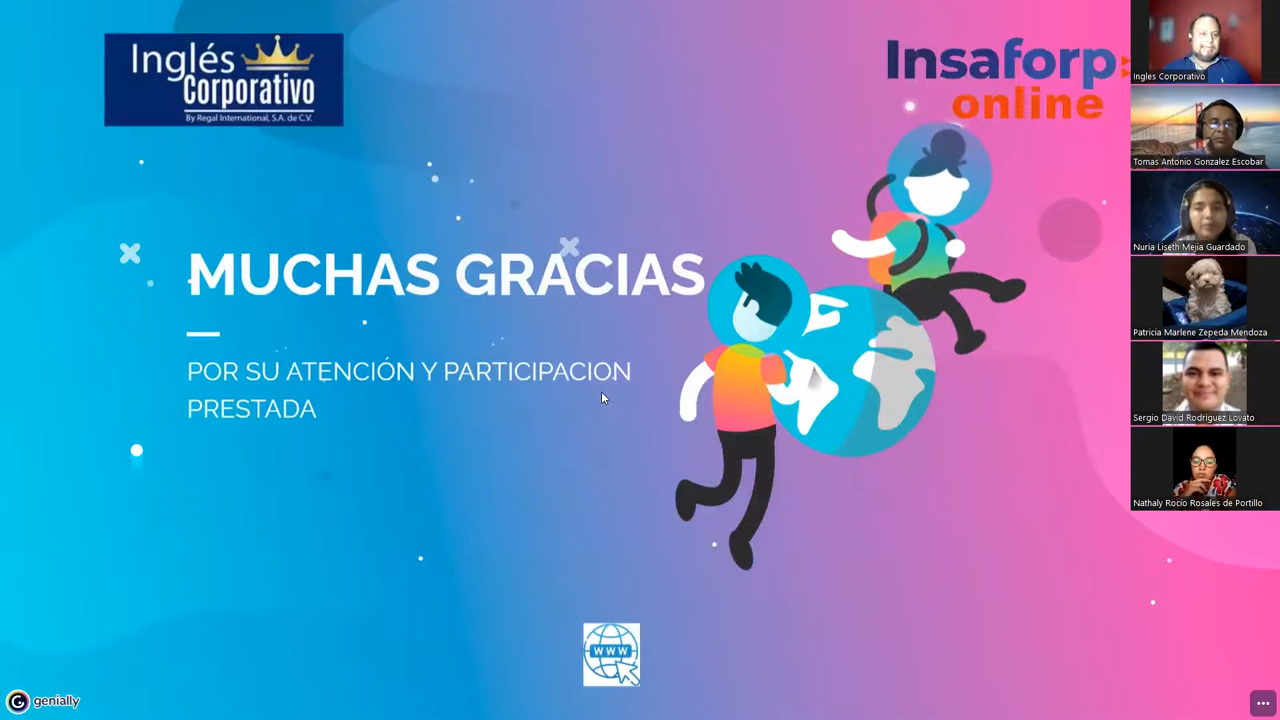 Inglés
Corporativo
By Regal International, S.A. de C.V.
Insaforp
online
MUCHAS GRACIAS
POR SU ATENCIÓN Y PARTICIPACION
PRESTADA
WWW
genially
Ingles Corporativo
Tomas Antonio Gonzalez Escobar
Nuria Liseth Mejia Guardado
Patricia Marlene Zepeda Mendoza
Sergio David Rodriguez Lovato
Nathaly Rocío Rosales de Portillo